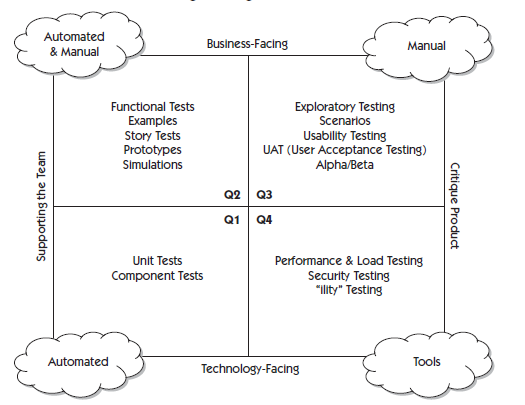 Automated
& Manual
Business-Facing
Manual
Functional Tests
Examples
Story Tests
Prototypes
Simulations
Exploratory Testing
Scenarios
Usability Testing
UAT (User Acceptance Testing)
Alpha/Beta
Supporting the Team
Critique Product
Q2
Q3
Q1
Q4
Unit Tests
Component Tests
Performance & Load Testing
Security Testing
"ility" Testing
Automated
Technology-Facing
Tools